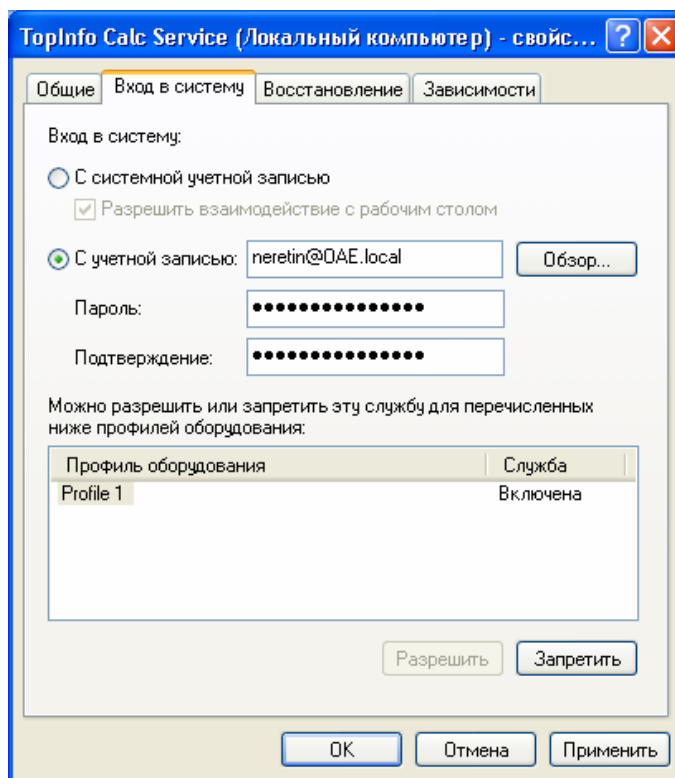 TopInfo Calc Service (Локальный компьютер) - свойс...
Общие Вход в систему Восстановление Зависимости
Вход в систему:
С системной учетной записью
Разрешить взаимодействие с рабочим столом
С учетной записью: neretin@OAE.local Обзор...
Пароль: ●●●●●●●●●●●●●●●
Подтверждение: ●●●●●●●●●●●●●●●
Можно разрешить или запретить эту службу для перечисленных
ниже профилей оборудования:
Профиль оборудования Служба
Profile 1 Включена
Разрешить Запретить
OK Отмена Применить